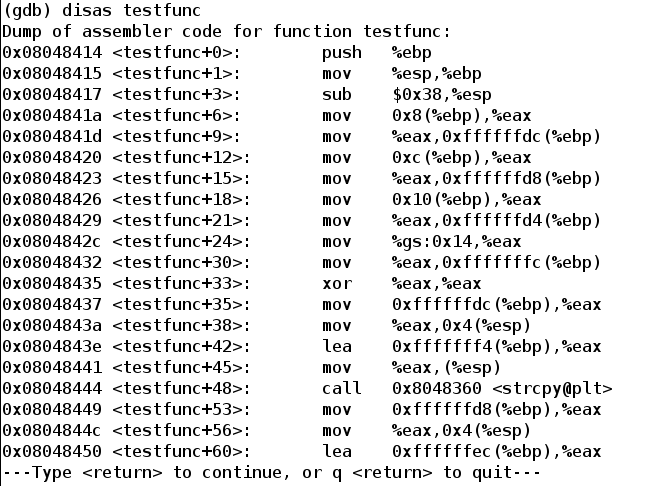 (gdb) disas testfunc
Dump of assembler code for function testfunc:
0x08048414 <testfunc+0>:        push   %ebp
0x08048415 <testfunc+1>:        mov    %esp,%ebp
0x08048417 <testfunc+3>:        sub    $0x38,%esp
0x0804841a <testfunc+6>:        mov    0x8(%ebp),%eax
0x0804841d <testfunc+9>:        mov    %eax,0xffffffdc(%ebp)
0x08048420 <testfunc+12>:       mov    0xc(%ebp),%eax
0x08048423 <testfunc+15>:       mov    %eax,0xffffffd8(%ebp)
0x08048426 <testfunc+18>:       mov    0x10(%ebp),%eax
0x08048429 <testfunc+21>:       mov    %eax,0xffffffd4(%ebp)
0x0804842c <testfunc+24>:       mov    %gs:0x14,%eax
0x08048432 <testfunc+30>:       mov    %eax,0xfffffffc(%ebp)
0x08048435 <testfunc+33>:       xor    %eax,%eax
0x08048437 <testfunc+35>:       mov    0xffffffdc(%ebp),%eax
0x0804843a <testfunc+38>:       mov    %eax,0x4(%esp)
0x0804843e <testfunc+42>:       lea    0xfffffff4(%ebp),%eax
0x08048441 <testfunc+45>:       mov    %eax,(%esp)
0x08048444 <testfunc+48>:       call   0x8048360 <strcpy@plt>
0x08048449 <testfunc+53>:       mov    0xffffffd8(%ebp),%eax
0x0804844c <testfunc+56>:       mov    %eax,0x4(%esp)
0x08048450 <testfunc+60>:       lea    0xffffffec(%ebp),%eax
---Type <return> to continue, or q <return> to quit---